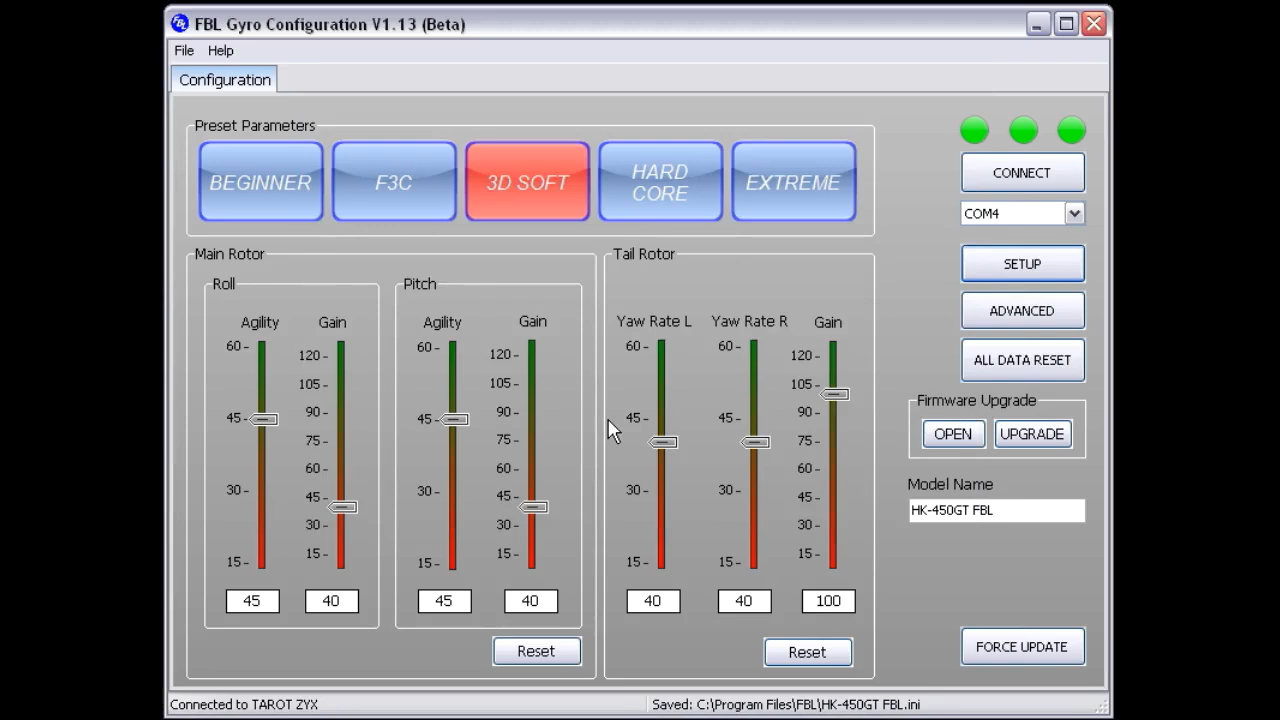 FBL FBL Gyro Configuration V1.13 (Beta)
File Help
Configuration
Preset Parameters
BEGINNER F3C 3D SOFT HARD CORE EXTREME
CONNECT
COM4
SETUP
ADVANCED
ALL DATA RESET
Firmware Upgrade
OPEN UPGRADE
Model Name
HK-450GT FBL
FORCE UPDATE
Main Rotor
Roll
Agility Gain
60 120
105
45 90
75
60
30 45
30
15 15
45 40
Pitch
Agility Gain
60 120
105
45 90
75
60
30 45
30
15 15
45 40
Reset
Tail Rotor
Yaw Rate L Yaw Rate R Gain
60 60 120
105
45 45 90
75
60
30 30 45
30
15 15 15
40 40 100
Reset
Connected to TAROT ZYX Saved: C:\Program Files\FBL\HK-450GT FBL.ini